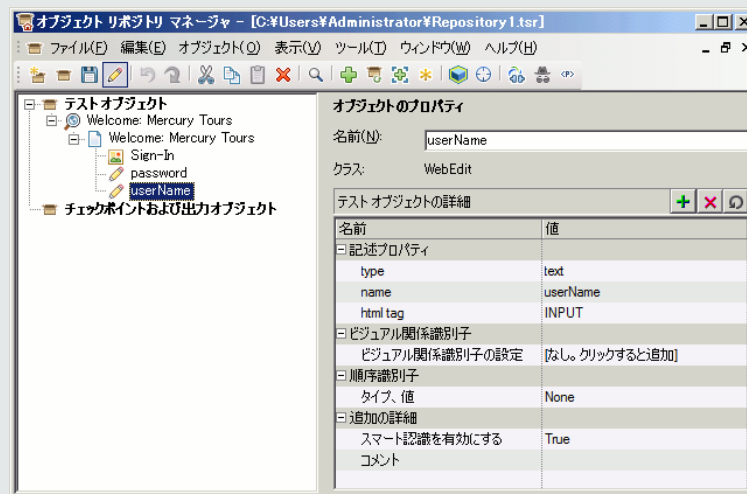 オブジェクト リポジトリ マネージャ - [C:¥Users¥Administrator¥Repository1.tsr]
ファイル(F) 編集(E) オブジェクト(O) 表示(V) ツール(T) ウィンドウ(W) ヘルプ(H)
テストオブジェクト
Welcome: Mercury Tours
Welcome: Mercury Tours
Sign-In
password
userName
チェックポイントおよび出力オブジェクト
オブジェクトのプロパティ
名前(N): userName
クラス: WebEdit
テスト オブジェクトの詳細
名前 値
記述プロパティ
type text
name userName
html tag INPUT
ビジュアル関係識別子
ビジュアル関係識別子の設定 [なし。クリックすると追加]
順序識別子
タイプ、値 None
追加の詳細
スマート認識を有効にする True
コメント